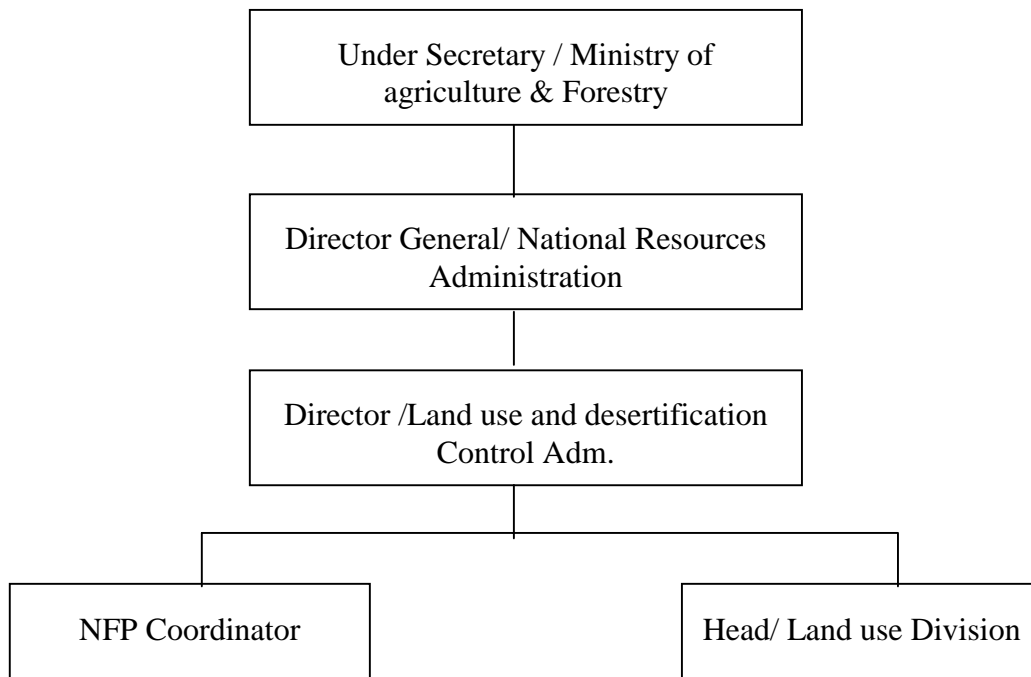 Under Secretary / Ministry of
agriculture & Forestry
Director General/ National Resources
Administration
Director /Land use and desertification
Control Adm.
NFP Coordinator
Head/ Land use Division